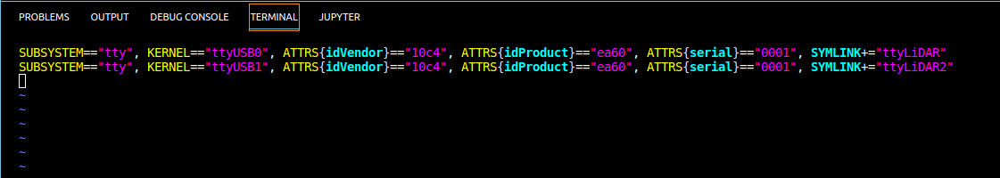 PROBLEMS OUTPUT DEBUG CONSOLE TERMINAL JUPYTER
SUBSYSTEM=="tty", KERNEL=="ttyUSB0", ATTRS{idVendor}=="10c4", ATTRS{idProduct}=="ea60", ATTRS{serial}=="0001", SYMLINK+="ttyLiDAR"
SUBSYSTEM=="tty", KERNEL=="ttyUSB1", ATTRS{idVendor}=="10c4", ATTRS{idProduct}=="ea60", ATTRS{serial}=="0001", SYMLINK+="ttyLiDAR2"
~
~
~
~
~
~